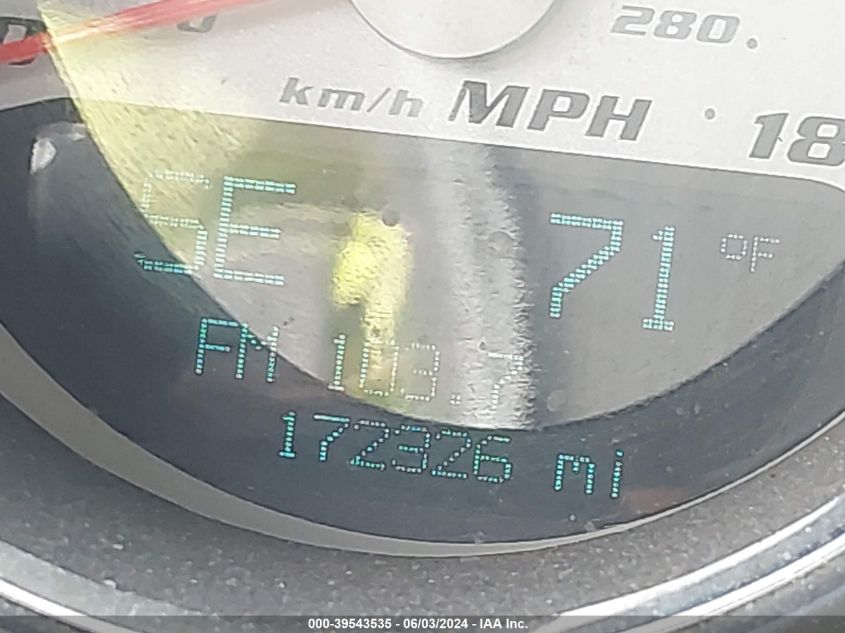 280.
km/h MPH · 18
SE 71 °F
FM 103.7
172326 mi
000-39543535 / 06/03/2024 - IAA Inc.